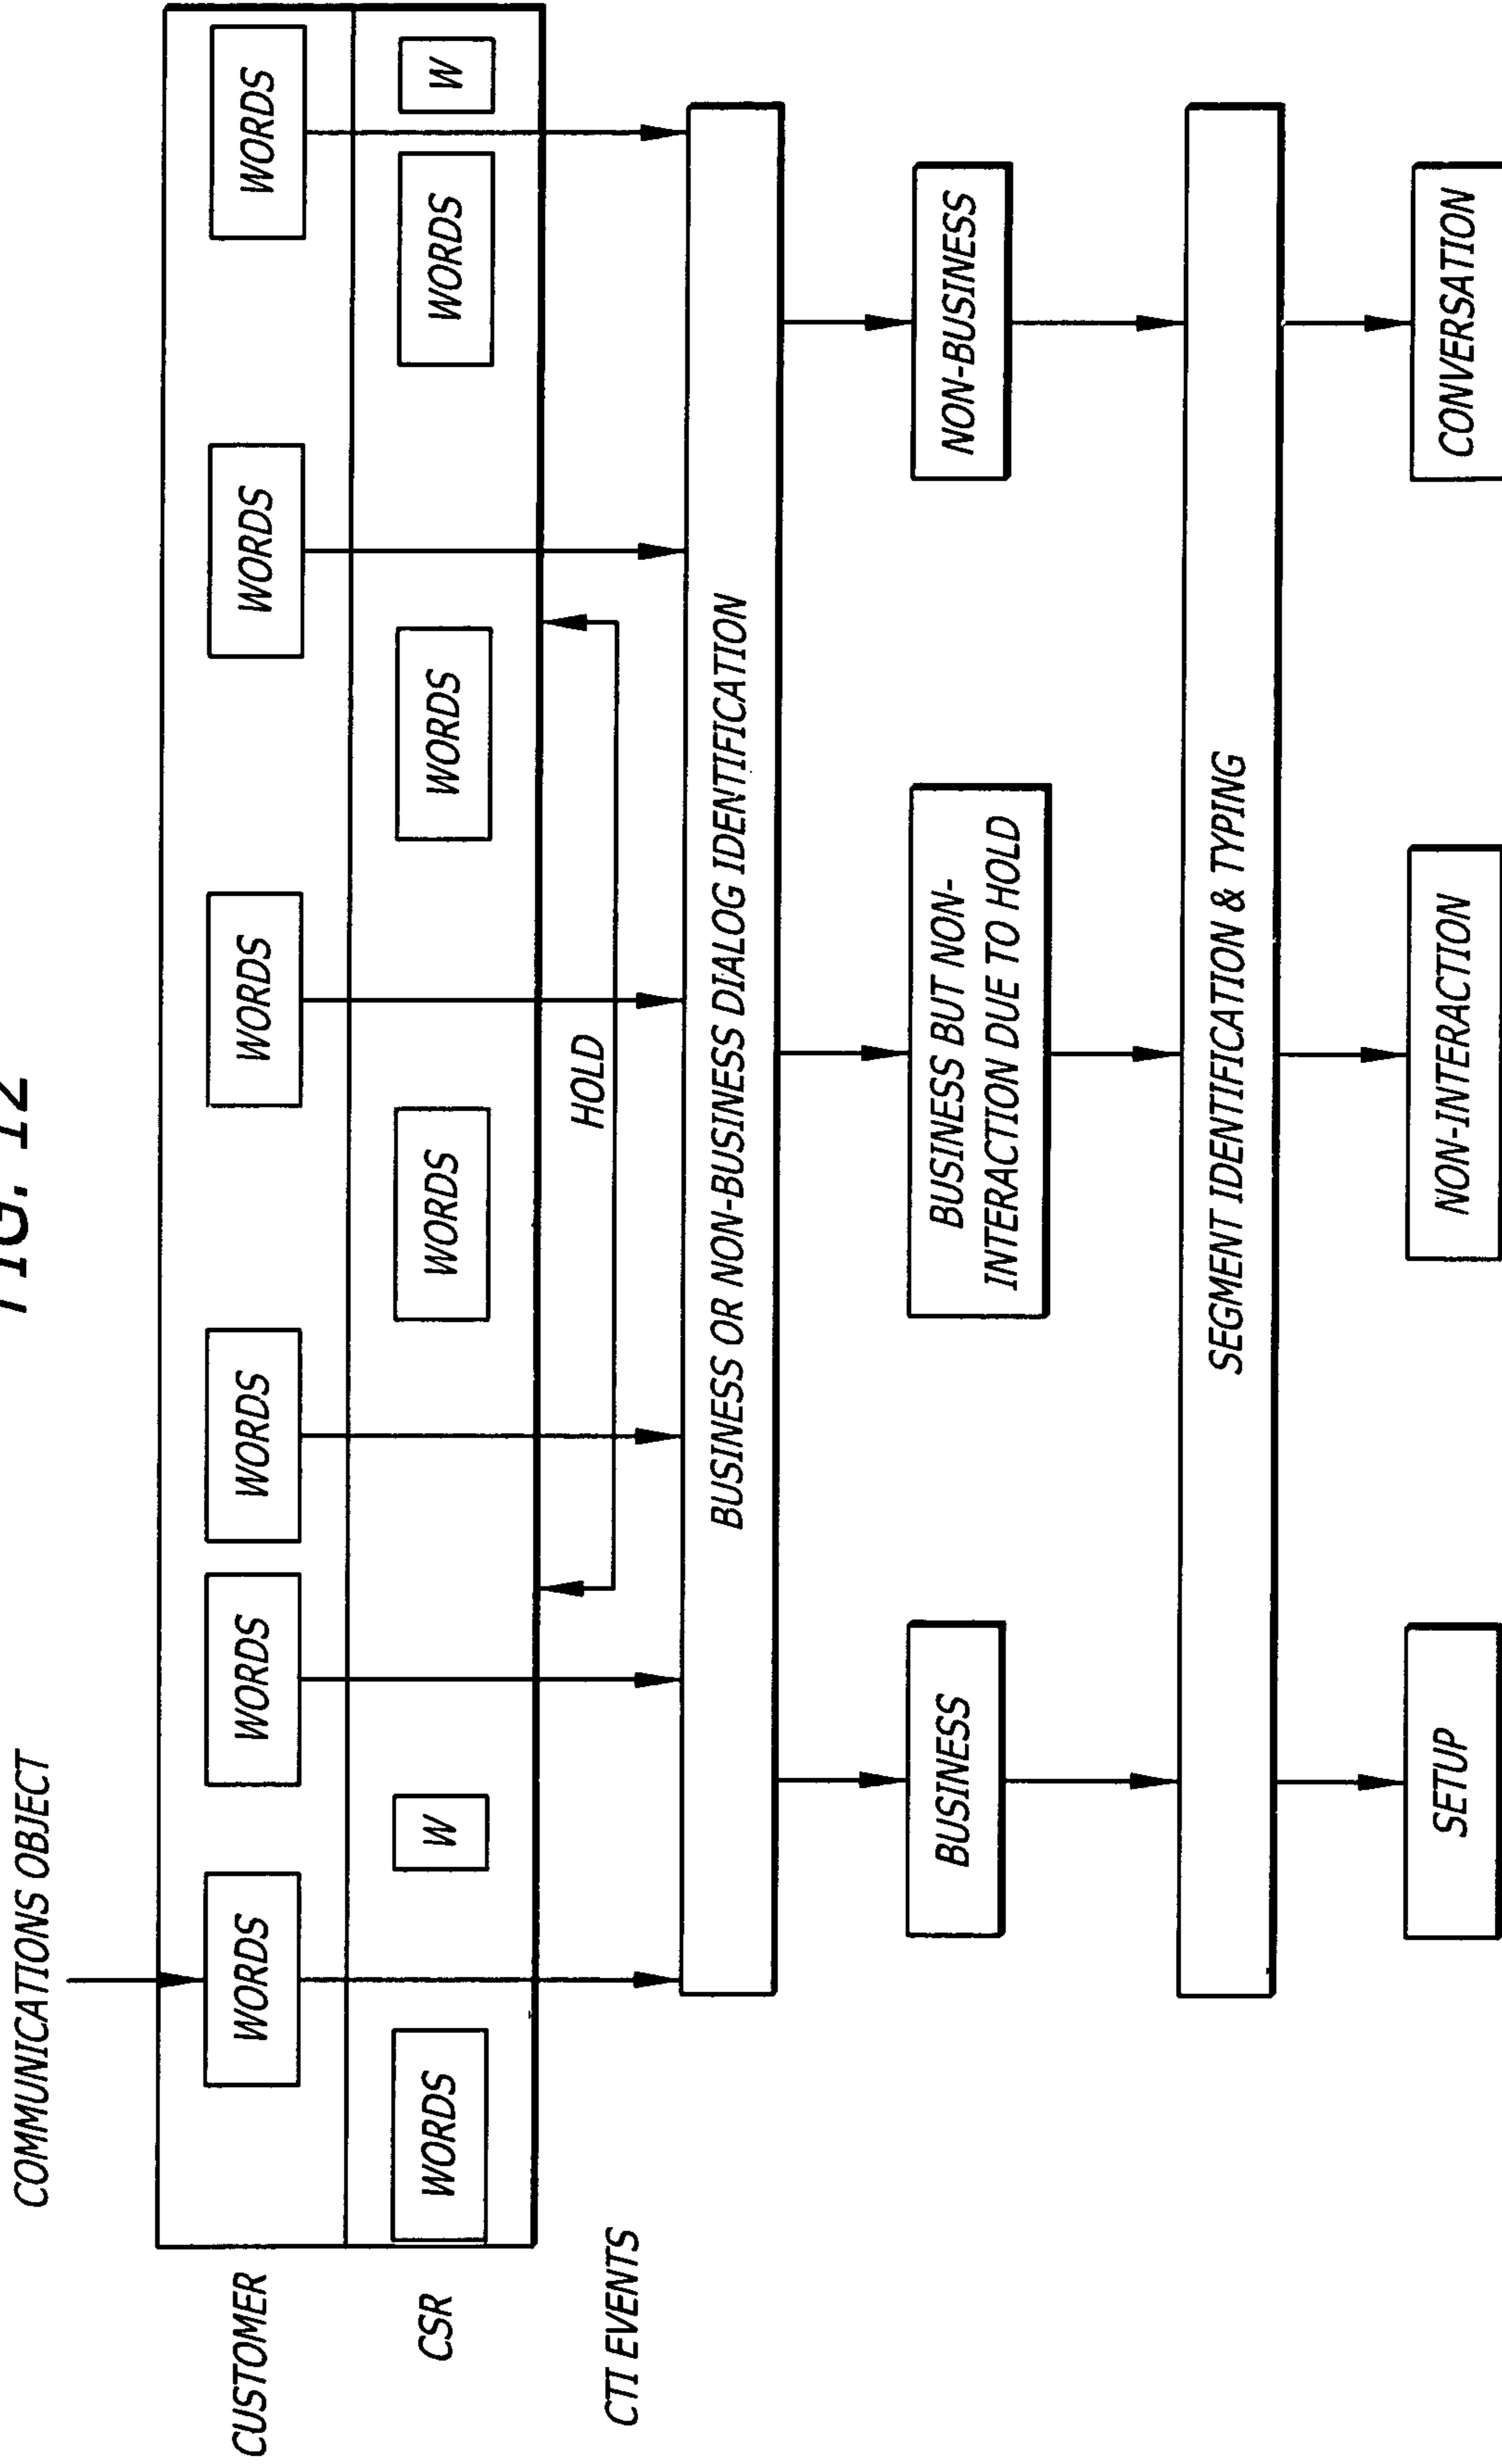 FIG. 12
COMMUNICATIONS OBJECT
CUSTOMER
WORDS
WORDS
WORDS
WORDS
WORDS
WORDS
CSR
WORDS
W
WORDS
WORDS
WORDS
W
CTI EVENTS
HOLD
BUSINESS OR NON-BUSINESS DIALOG IDENTIFICATION
BUSINESS
BUSINESS BUT NON-
INTERACTION DUE TO HOLD
NON-BUSINESS
SEGMENT IDENTIFICATION & TYPING
SETUP
NON-INTERACTION
CONVERSATION